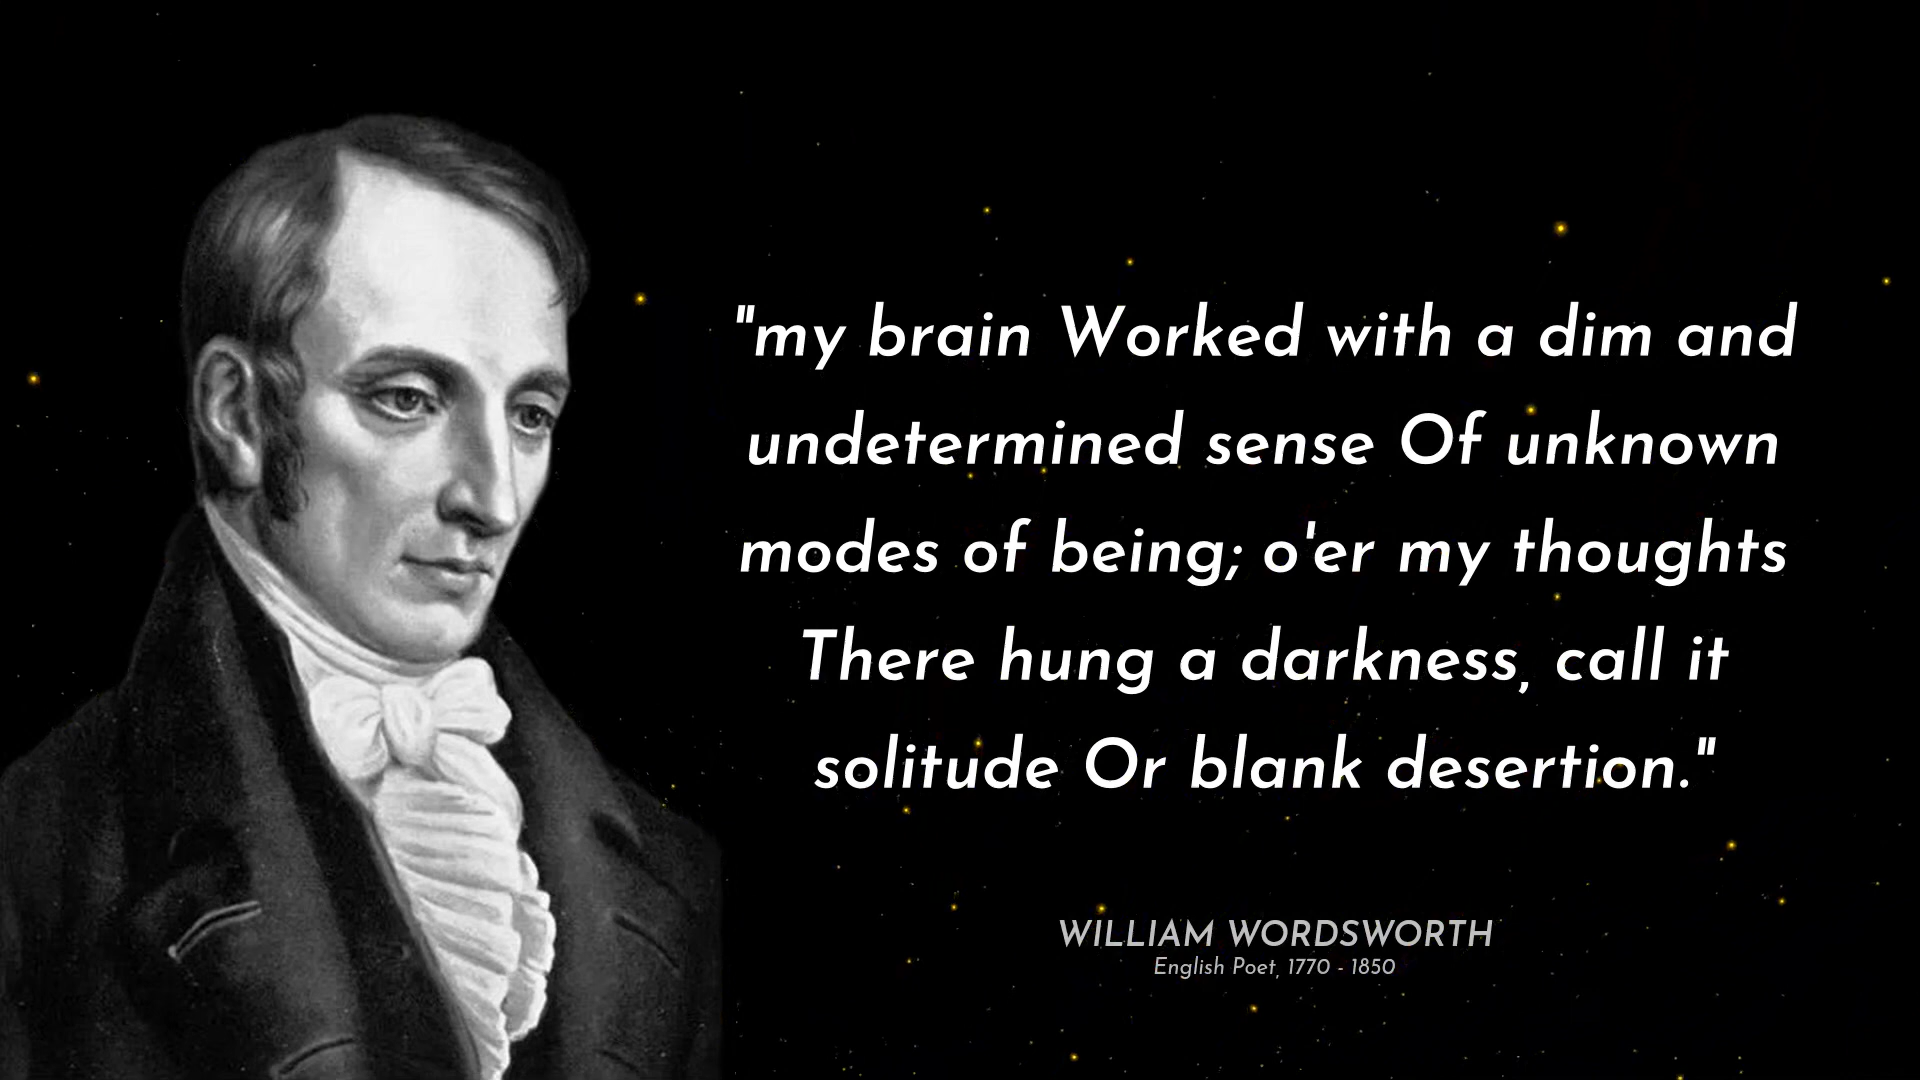 "my brain Worked with a dim and
undetermined sense Of unknown
modes of being; o'er my thoughts
There hung a darkness, call it
solitude Or blank desertion."
WILLIAM WORDSWORTH
English Poet, 1770 - 1850